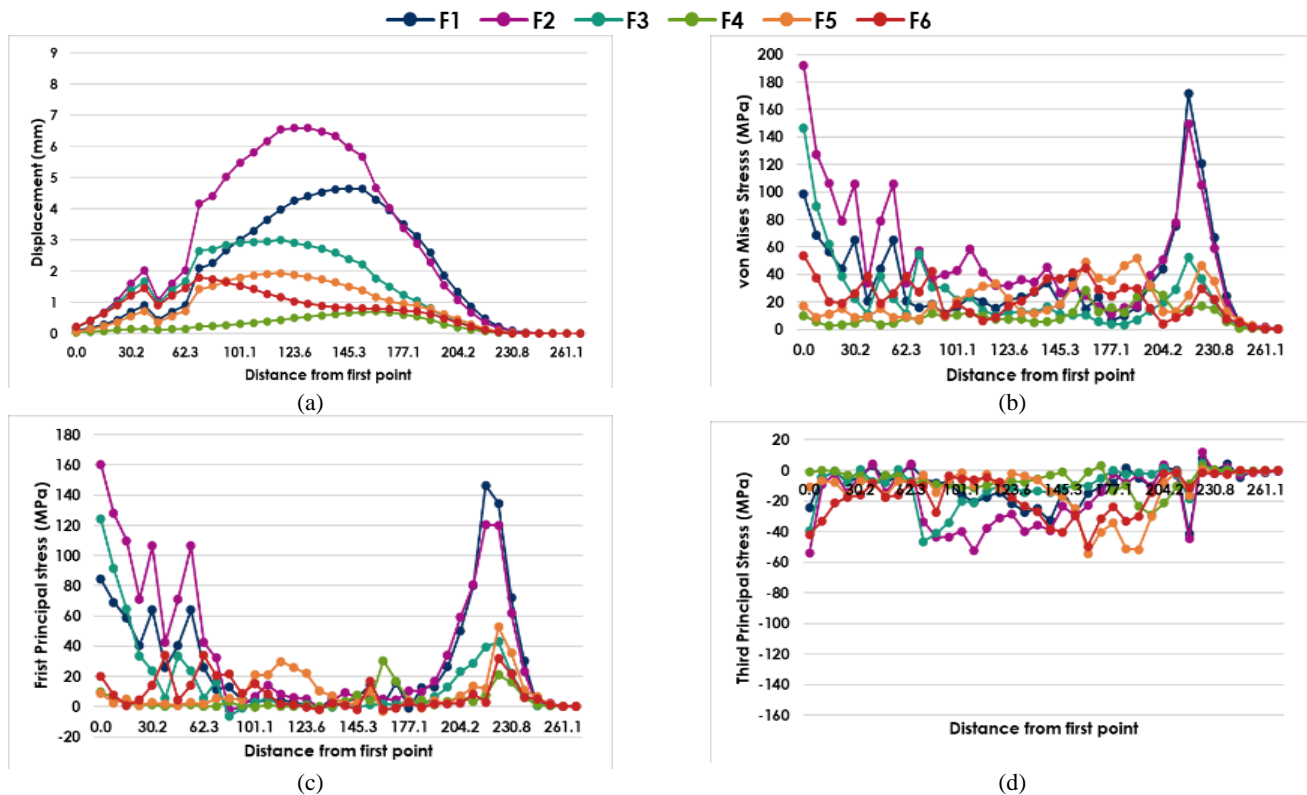 F1 F2 F3 F4 F5 F6
9
8
7
6
5
4
3
2
1
0
Displacement (mm)
0.0 30.2 62.3 101.1 123.6 145.3 177.1 204.2 230.8 261.1
Distance from first point
(a)
200
180
160
140
120
100
80
60
40
20
0
von Mises Stresss (MPa)
0.0 30.2 62.3 101.1 123.6 145.3 177.1 204.2 230.8 261.1
Distance from first point
(b)
180
160
140
120
100
80
60
40
20
0
-20
Frist Principal stress (MPa)
0.0 30.2 62.3 101.1 123.6 145.3 177.1 204.2 230.8 261.1
Distance from first point
(c)
20
0
-20
-40
-60
-80
-100
-120
-140
-160
Third Principal Stress (MPa)
0.0 30.2 62.3 101.1 123.6 145.3 177.1 204.2 230.8 261.1
Distance from first point
(d)